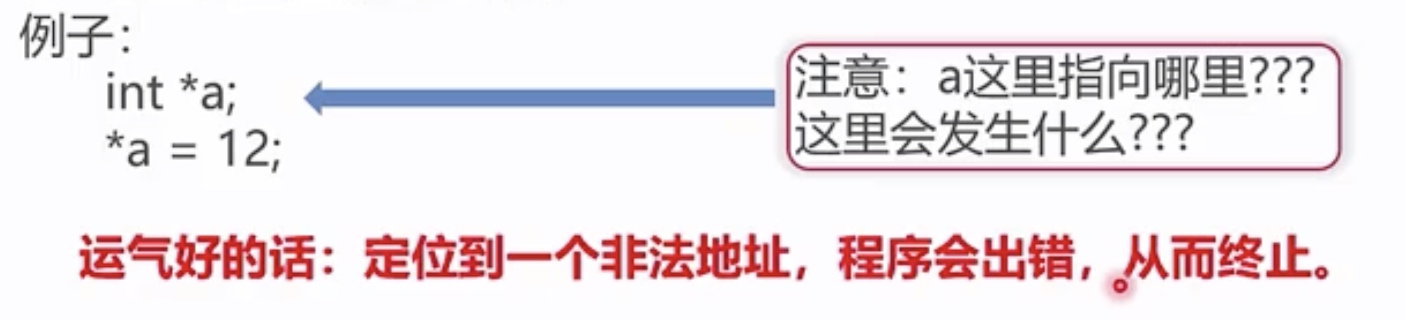 例子：
int *a;
*a = 12;
注意：a这里指向哪里???
这里会发生什么???
运气好的话：定位到一个非法地址，程序会出错，从而终止。